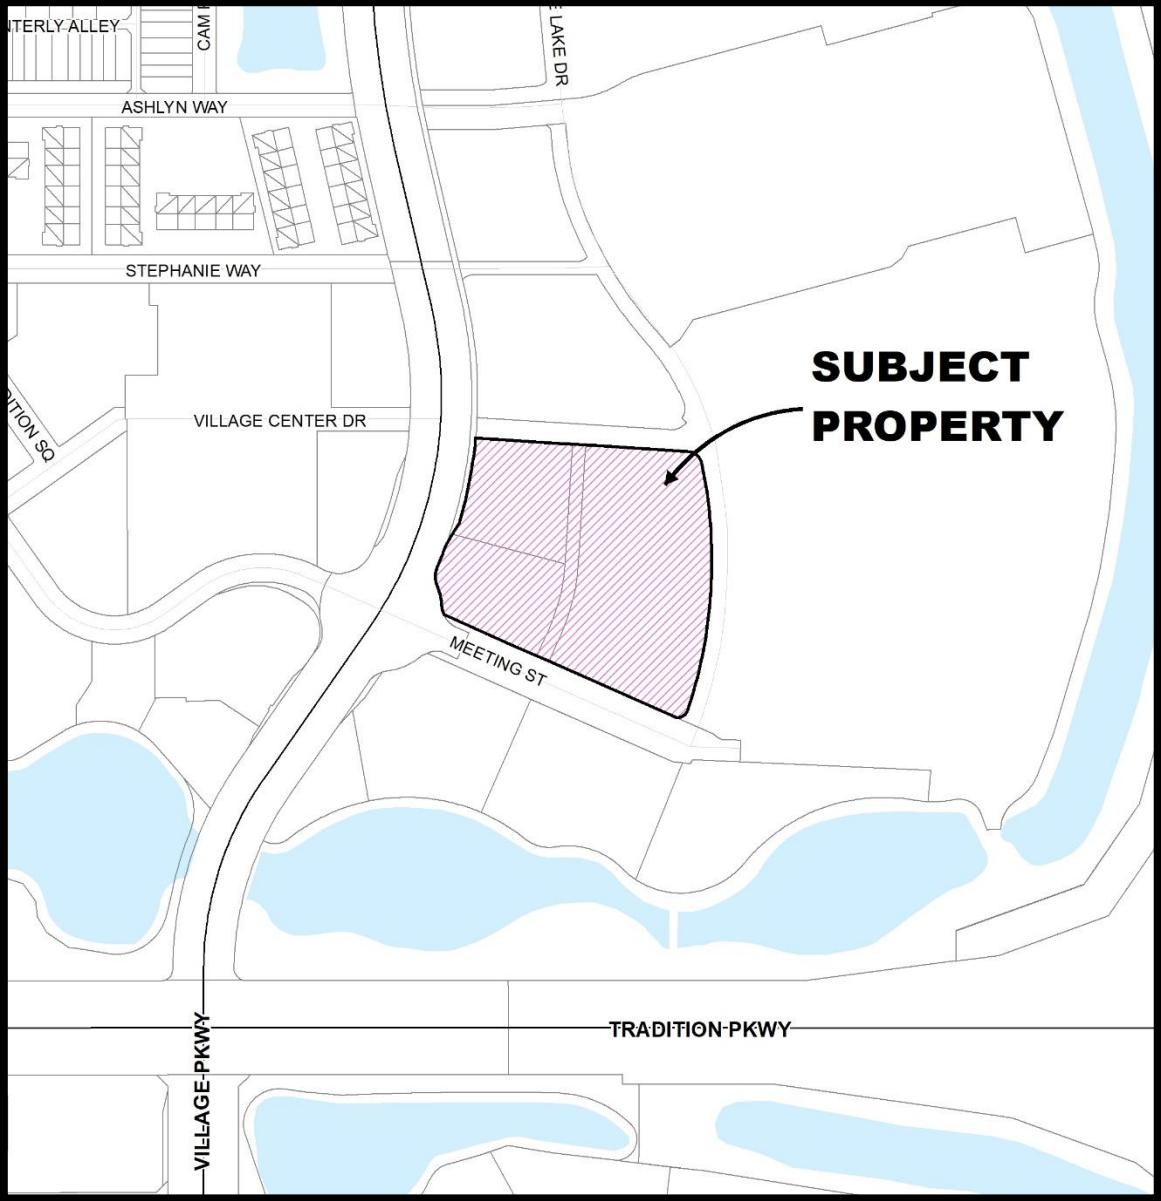 NTERLY ALLEY
CAM
E LAKE DR
ASHLYN WAY
STEPHANIE WAY
SUBJECT
PROPERTY
VILLAGE CENTER DR
DITION SQ
MEETING ST
TRADITION PKWY
VILLAGE PKWY